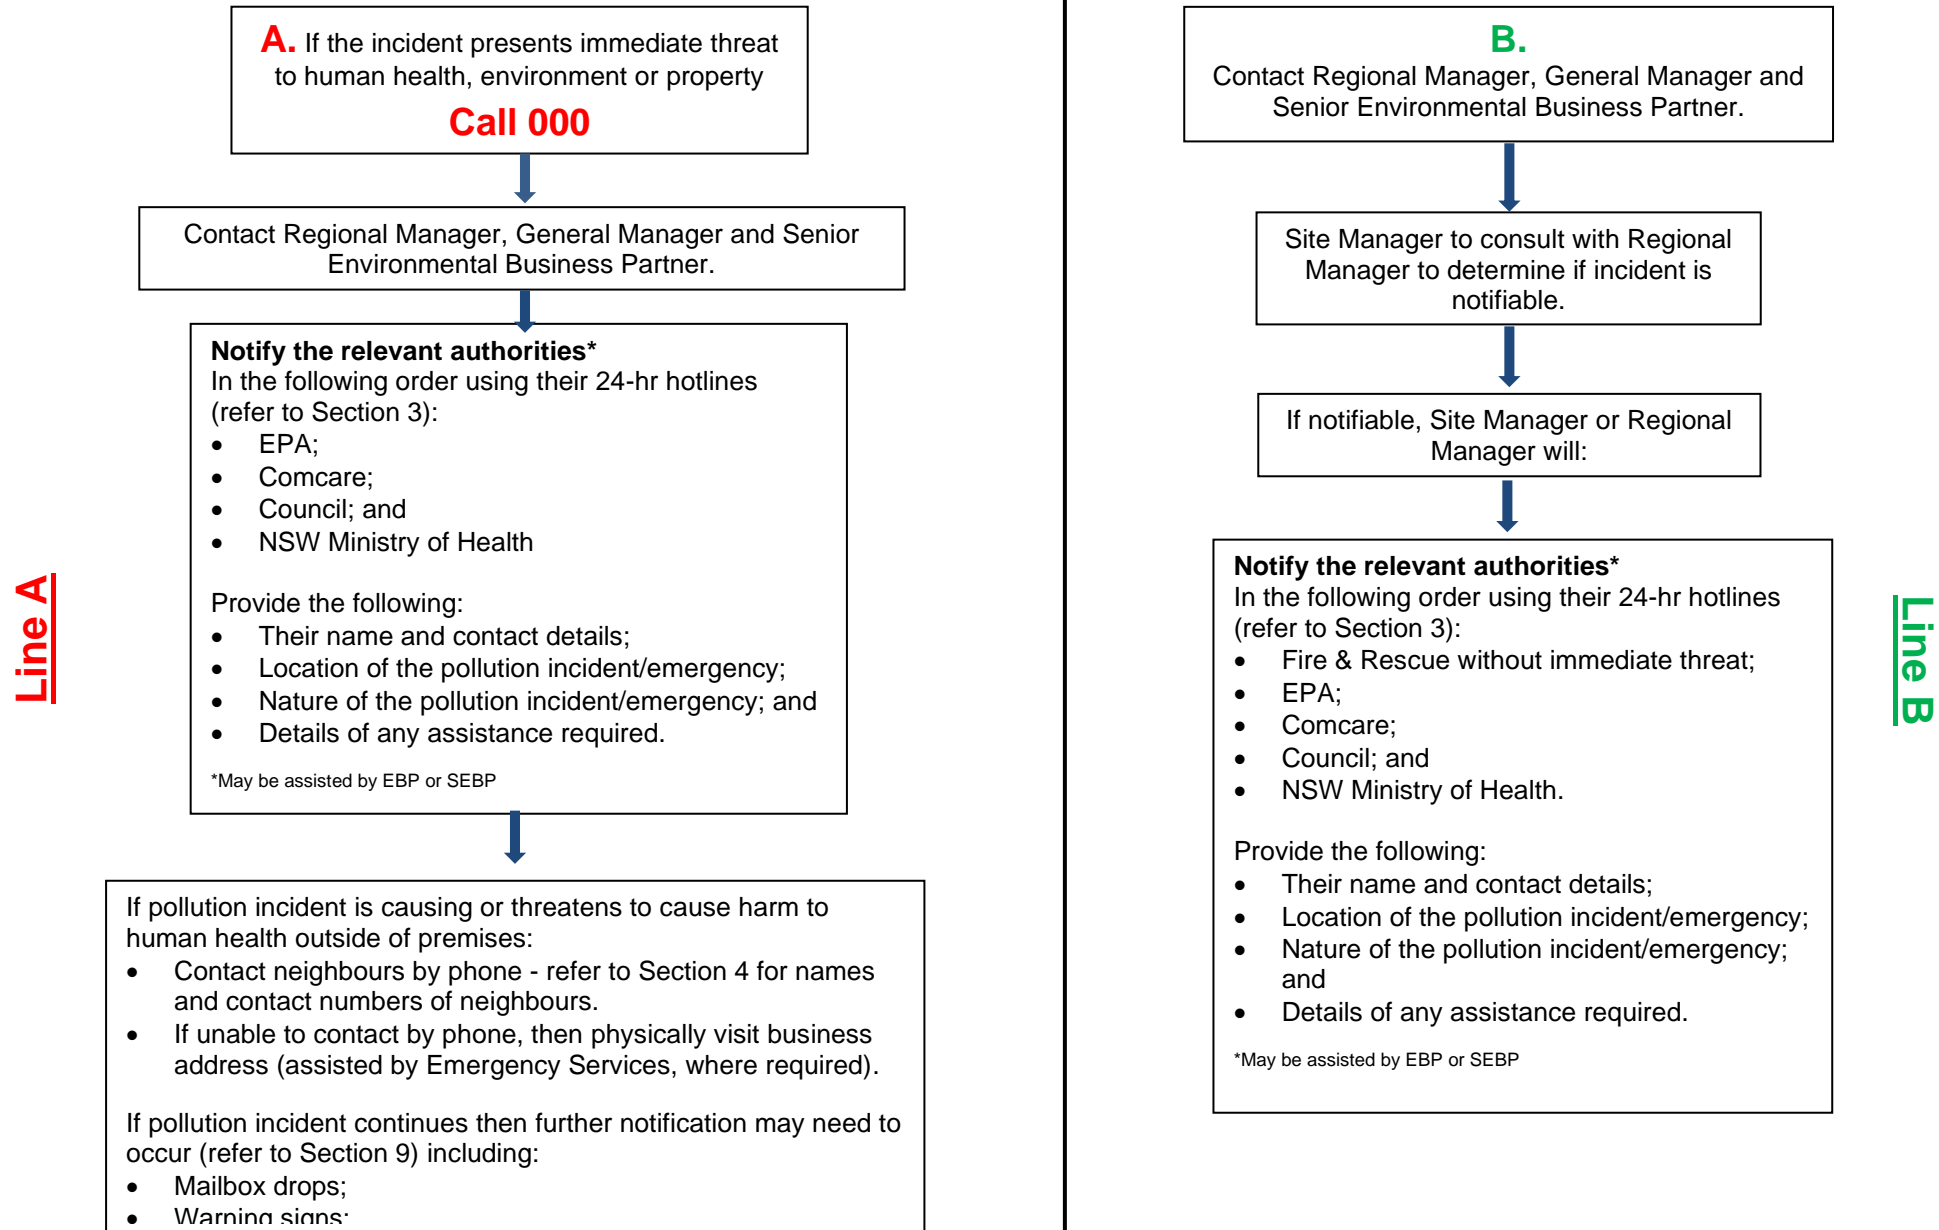 A. If the incident presents immediate threat
to human health, environment or property
Call 000
Contact Regional Manager, General Manager and Senior
Environmental Business Partner.
Notify the relevant authorities*
In the following order using their 24-hr hotlines
(refer to Section 3):
• EPA;
• Comcare;
• Council; and
• NSW Ministry of Health
Provide the following:
• Their name and contact details;
• Location of the pollution incident/emergency;
• Nature of the pollution incident/emergency; and
• Details of any assistance required.
*May be assisted by EBP or SEBP
If pollution incident is causing or threatens to cause harm to
human health outside of premises:
• Contact neighbours by phone - refer to Section 4 for names
and contact numbers of neighbours.
• If unable to contact by phone, then physically visit business
address (assisted by Emergency Services, where required).
If pollution incident continues then further notification may need to
occur (refer to Section 9) including:
• Mailbox drops;
• Warning signs;
Line A
B.
Contact Regional Manager, General Manager and
Senior Environmental Business Partner.
Site Manager to consult with Regional
Manager to determine if incident is
notifiable.
If notifiable, Site Manager or Regional
Manager will:
Notify the relevant authorities*
In the following order using their 24-hr hotlines
(refer to Section 3):
• Fire & Rescue without immediate threat;
• EPA;
• Comcare;
• Council; and
• NSW Ministry of Health.
Provide the following:
• Their name and contact details;
• Location of the pollution incident/emergency;
• Nature of the pollution incident/emergency;
and
• Details of any assistance required.
*May be assisted by EBP or SEBP
Line B